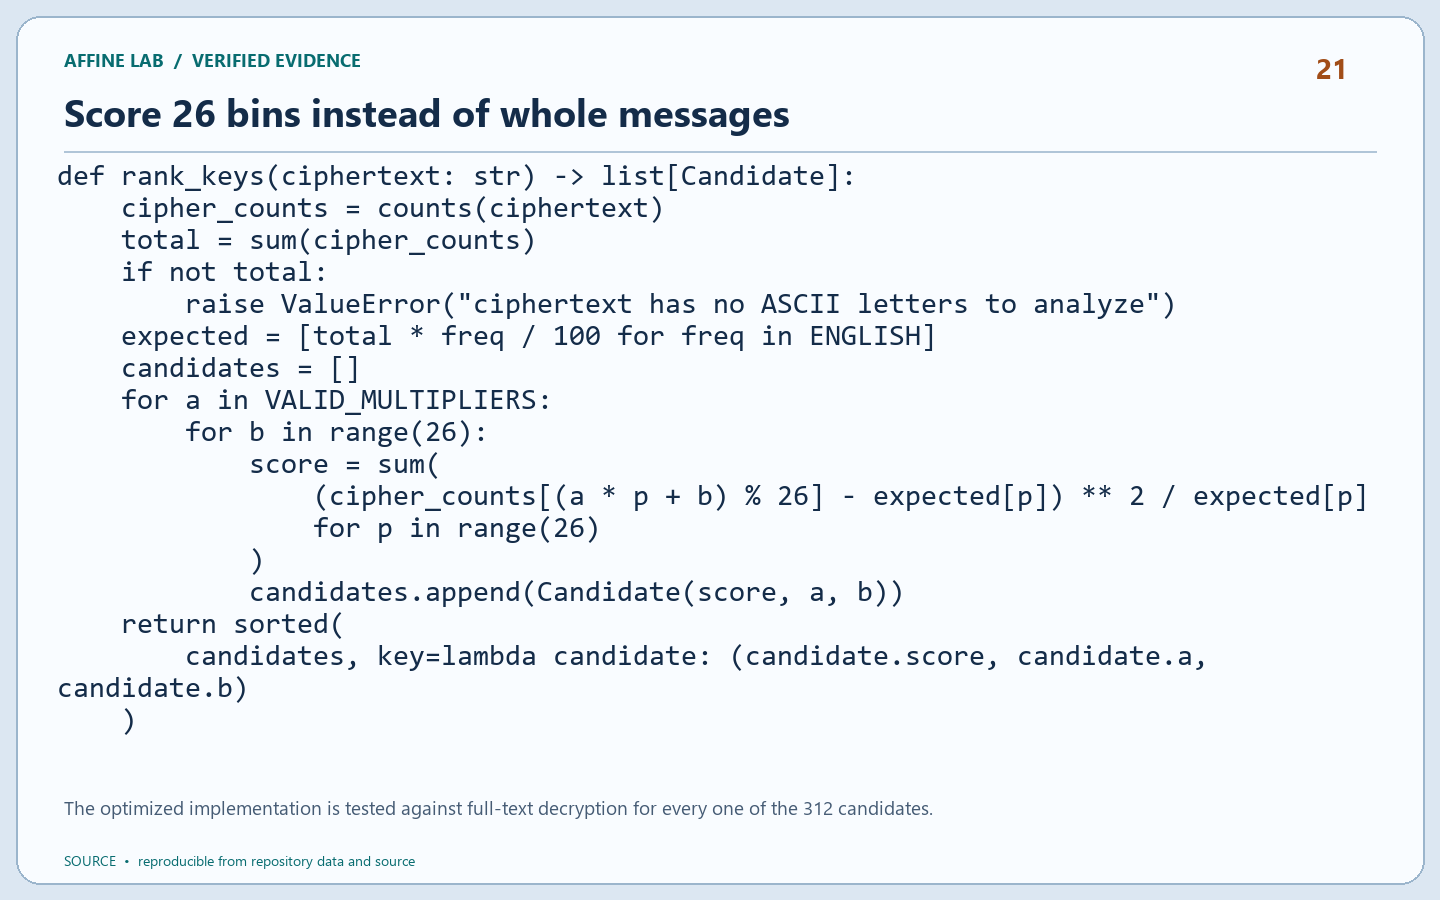 AFFINE LAB / VERIFIED EVIDENCE
21
Score 26 bins instead of whole messages
def rank_keys(ciphertext: str) -> list[Candidate]:
    cipher_counts = counts(ciphertext)
    total = sum(cipher_counts)
    if not total:
        raise ValueError("ciphertext has no ASCII letters to analyze")
    expected = [total * freq / 100 for freq in ENGLISH]
    candidates = []
    for a in VALID_MULTIPLIERS:
        for b in range(26):
            score = sum(
                (cipher_counts[(a * p + b) % 26] - expected[p]) ** 2 / expected[p]
                for p in range(26)
            )
            candidates.append(Candidate(score, a, b))
    return sorted(
        candidates, key=lambda candidate: (candidate.score, candidate.a,
candidate.b)
    )
The optimized implementation is tested against full-text decryption for every one of the 312 candidates.
SOURCE • reproducible from repository data and source